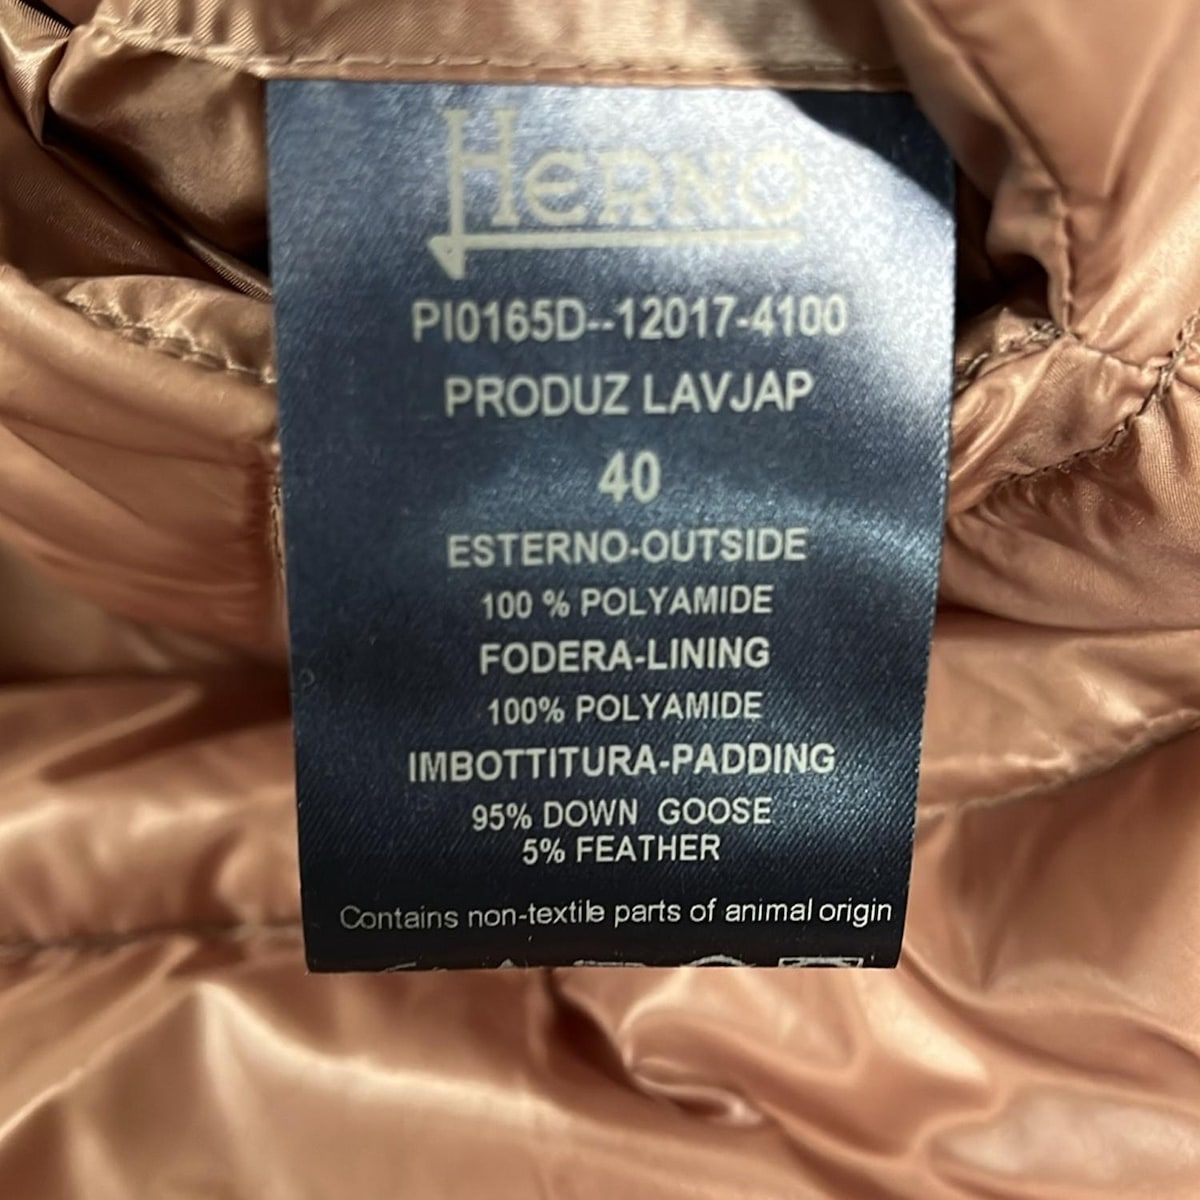 HERNO
PI0165D--12017-4100
PRODUZ LAVJAP
40
ESTERNO-OUTSIDE
100 % POLYAMIDE
FODERA-LINING
100% POLYAMIDE
IMBOTTITURA-PADDING
95% DOWN GOOSE
5% FEATHER
Contains non-textile parts of animal origin